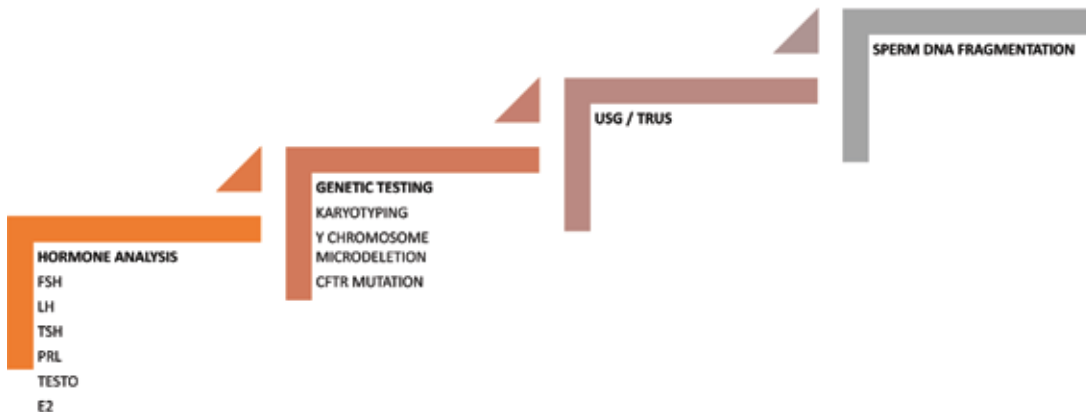 HORMONE ANALYSIS
FSH
LH
TSH
PRL
TESTO
E2
GENETIC TESTING
KARYOTYPING
Y CHROMOSOME
MICRODELETION
CFTR MUTATION
USG / TRUS
SPERM DNA FRAGMENTATION